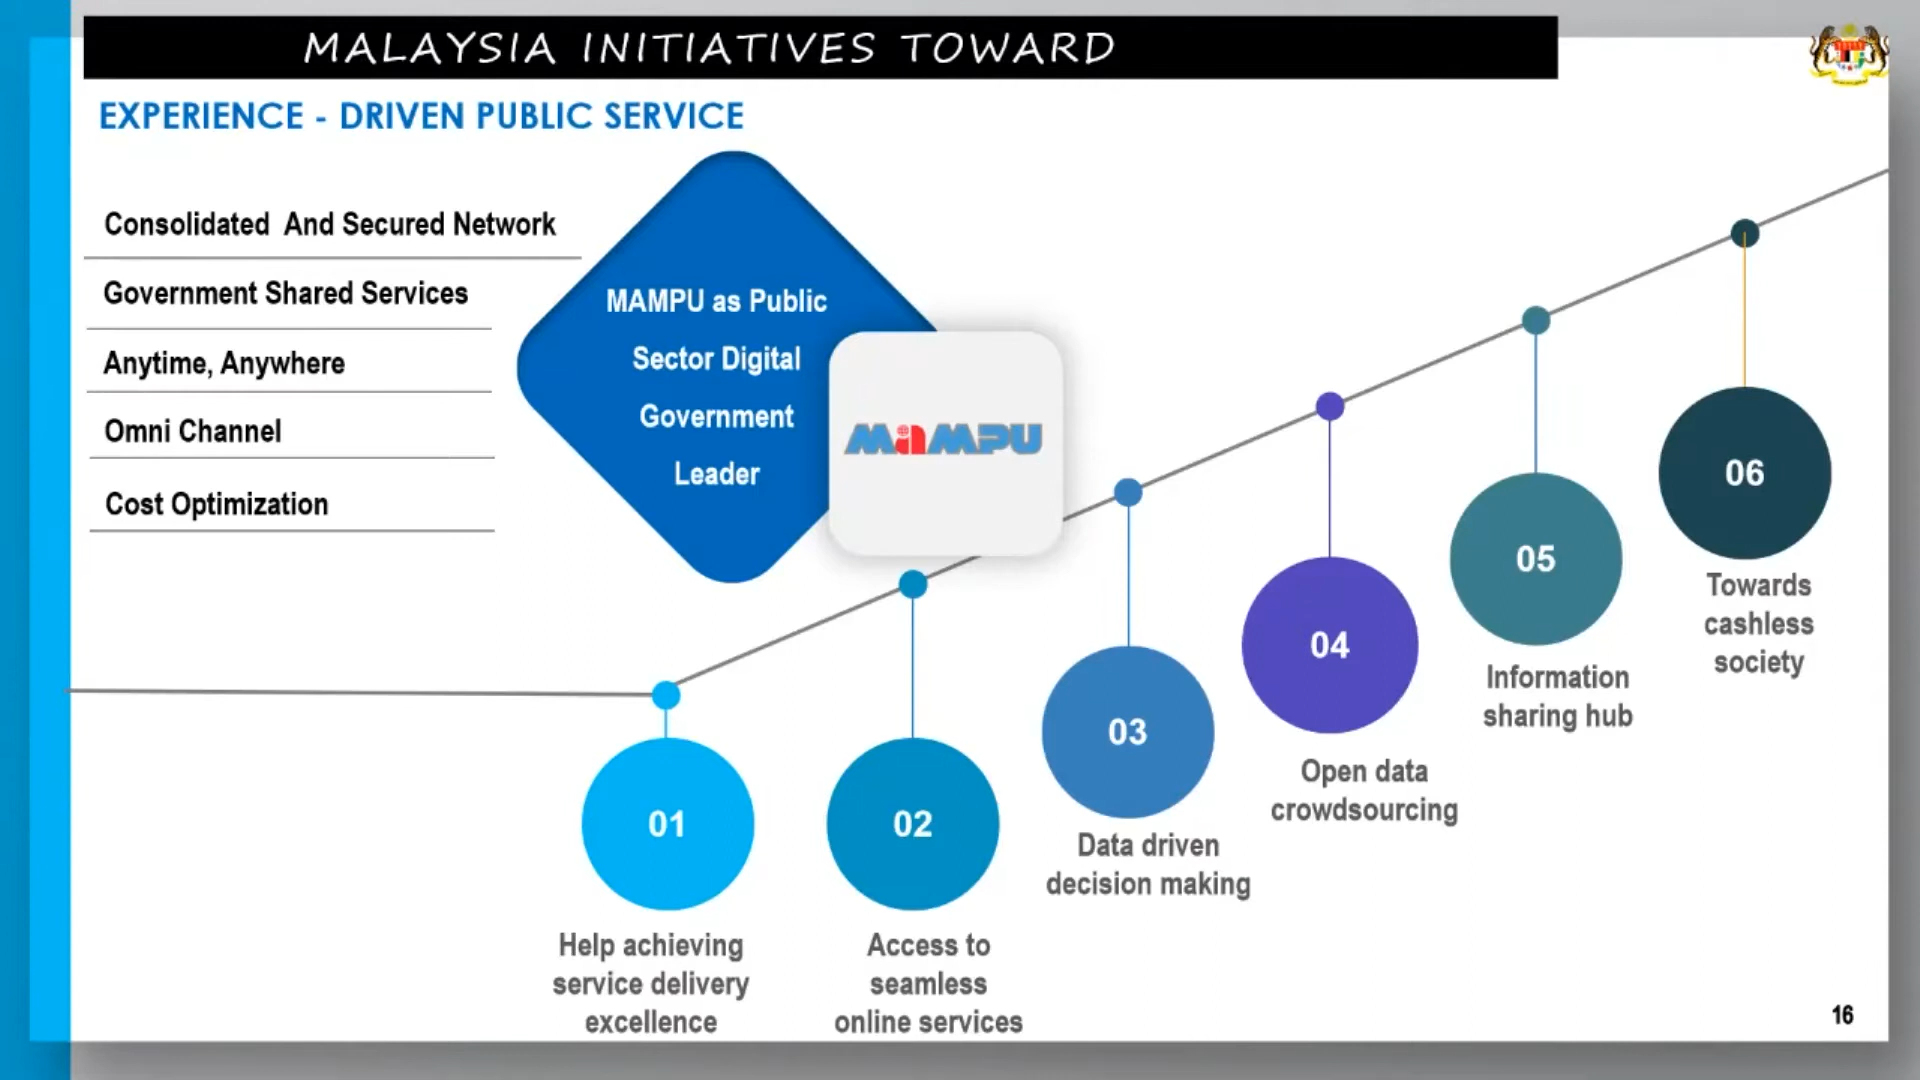 MALAYSIA INITIATIVES TOWARD
EXPERIENCE - DRIVEN PUBLIC SERVICE
Consolidated And Secured Network
Government Shared Services
Anytime, Anywhere
Omni Channel
Cost Optimization
MAMPU as Public
Sector Digital
Government
Leader
MAMPU
01
Help achieving
service delivery
excellence
02
Access to
seamless
online services
03
Data driven
decision making
04
Open data
crowdsourcing
05
Information
sharing hub
06
Towards
cashless
society
16